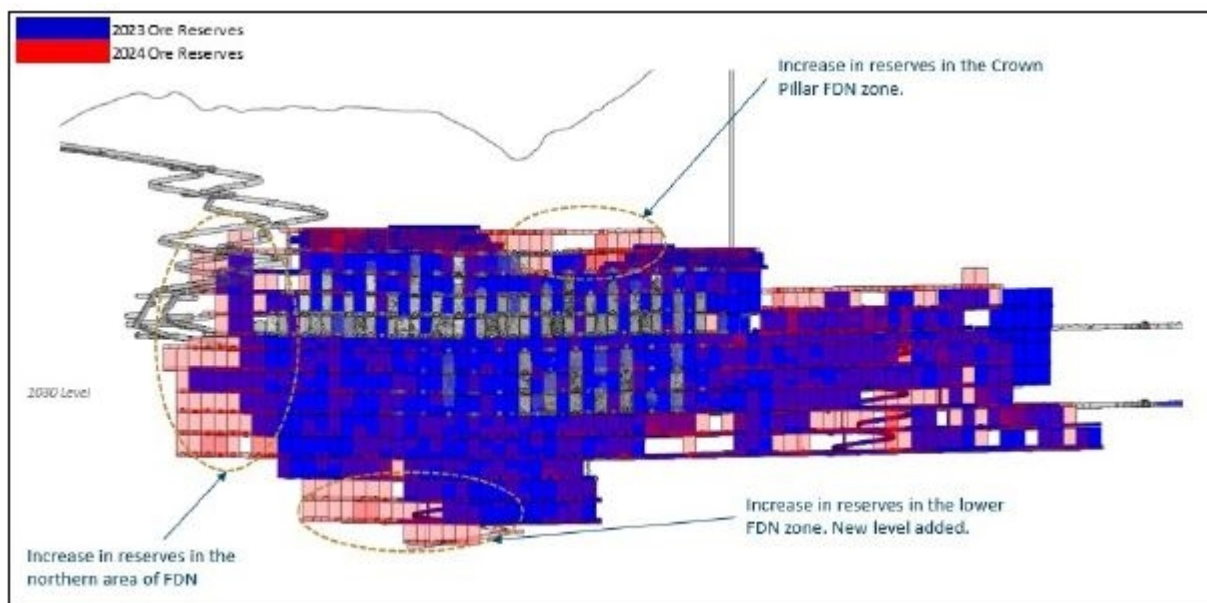 2023 Ore Reserves
2024 Ore Reserves
Increase in reserves in the Crown
Pillar FDN zone.
2030 Level
Increase in reserves in the lower
FDN zone. New level added.
Increase in reserves in the
northern area of FDN